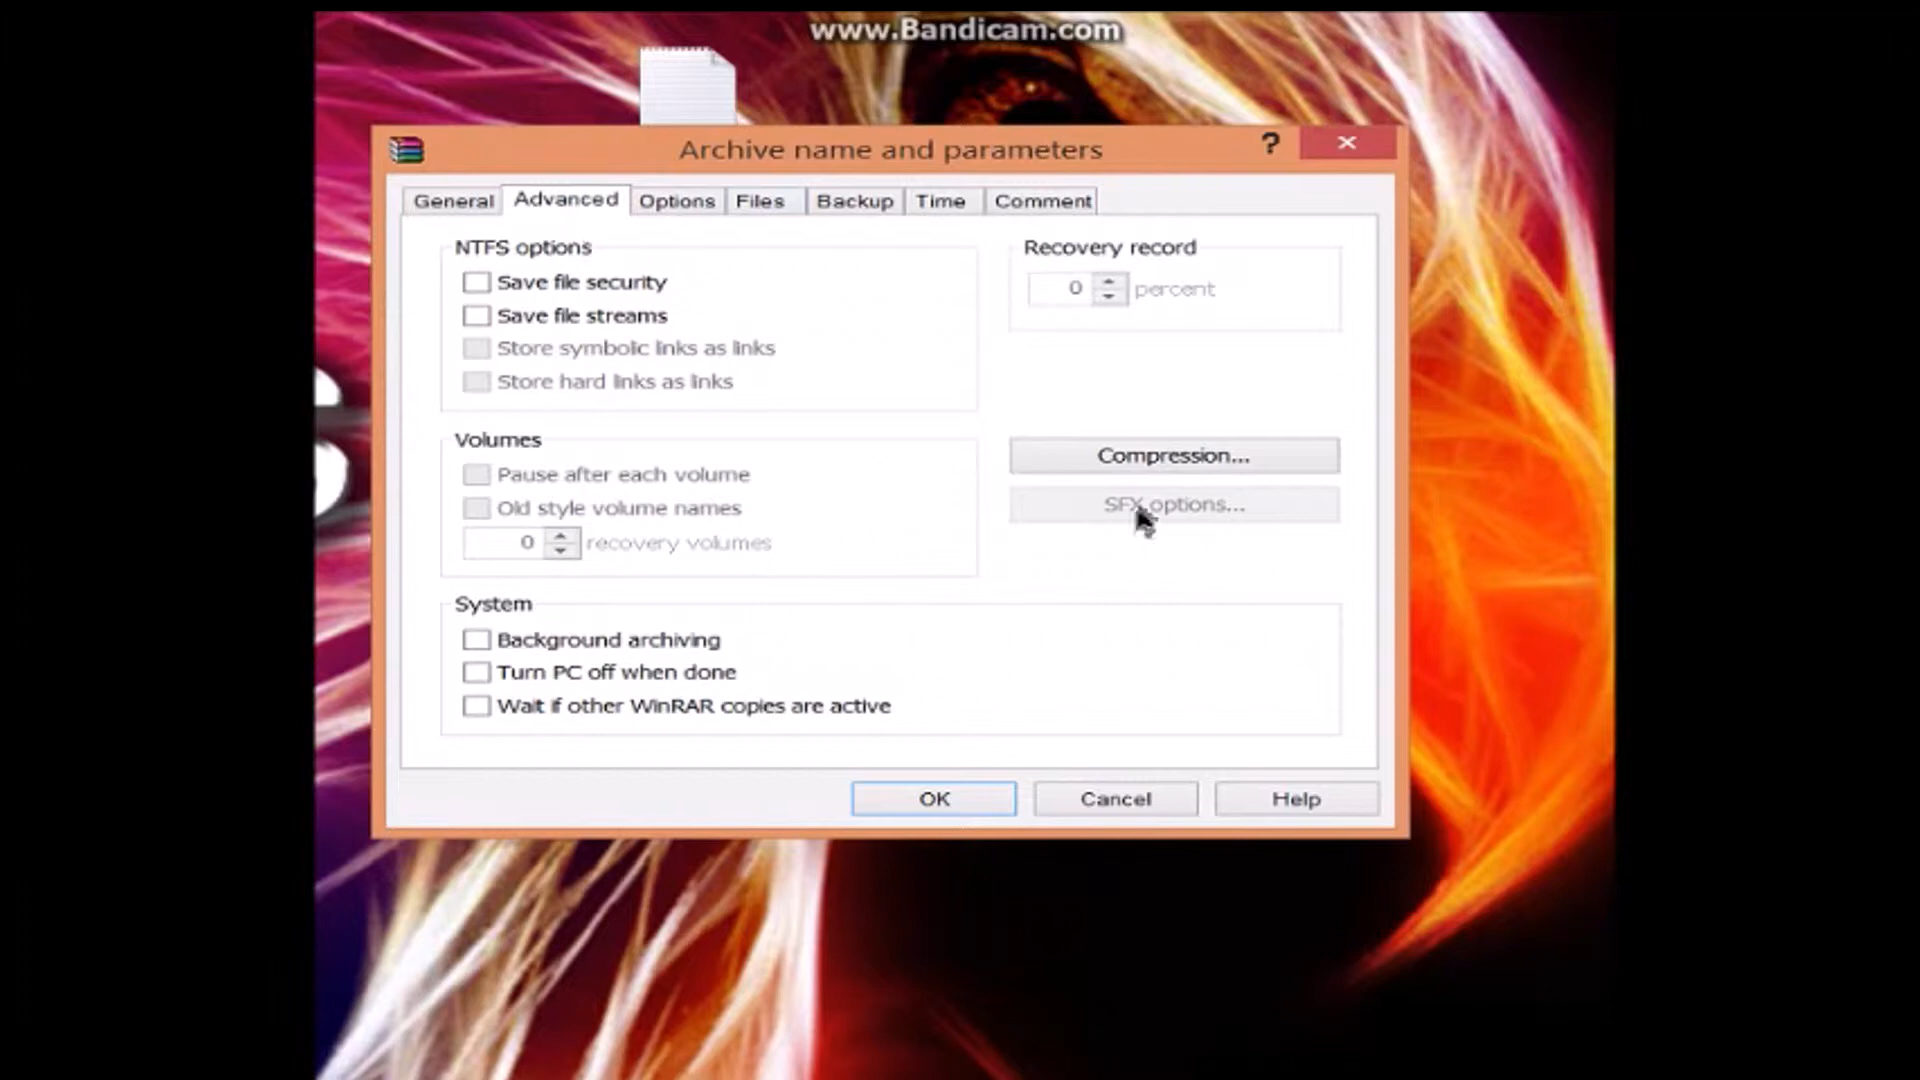 www.Bandicam.com
Archive name and parameters
?
General Advanced Options Files Backup Time Comment
NTFS options
Save file security
Save file streams
Store symbolic links as links
Store hard links as links
Recovery record
0 percent
Volumes
Pause after each volume
Old style volume names
0 recovery volumes
Compression...
SFX options...
System
Background archiving
Turn PC off when done
Wait if other WinRAR copies are active
OK Cancel Help